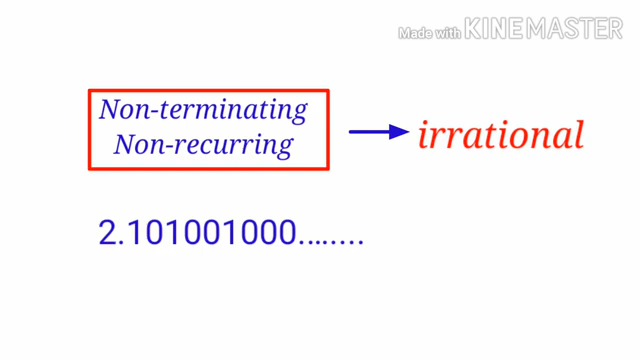 Made with KINEMASTER
Non-terminating
Non-recurring
irrational
2.101001000........